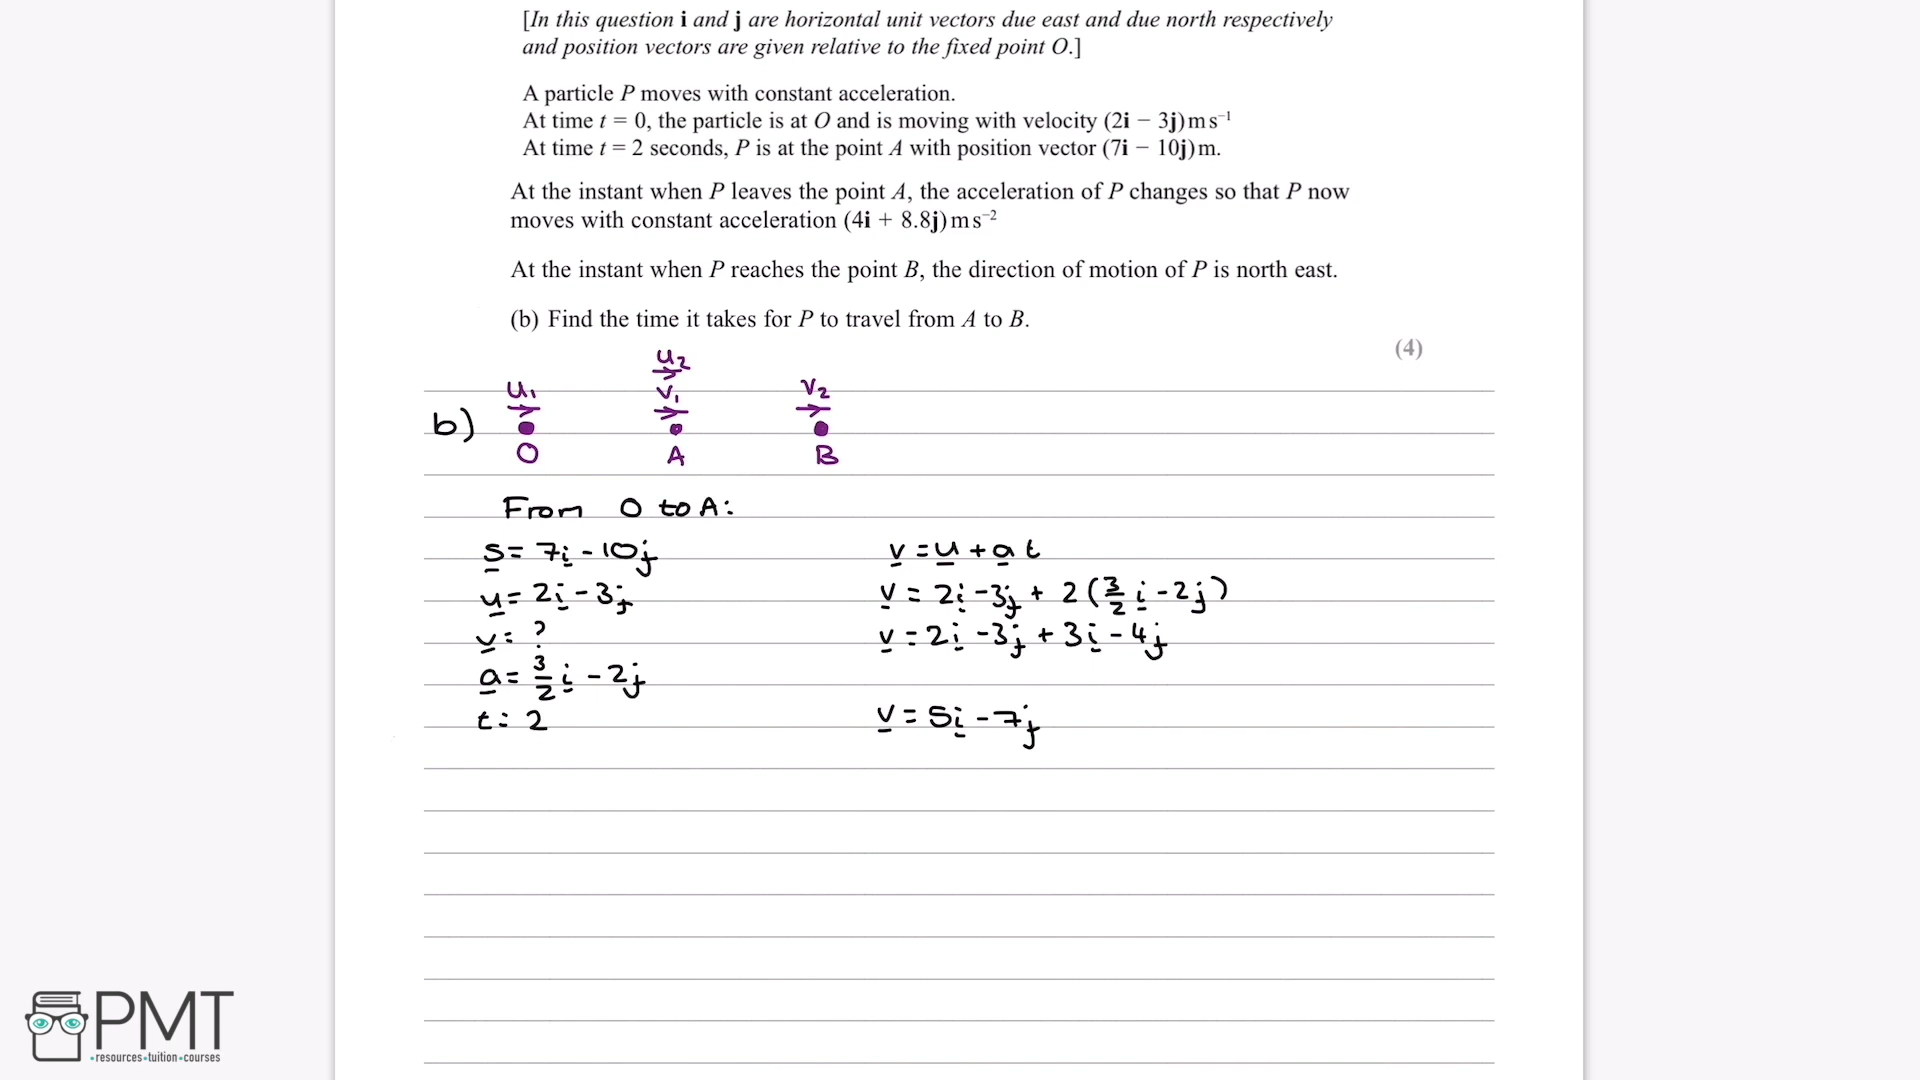 [In this question i and j are horizontal unit vectors due east and due north respectively
and position vectors are given relative to the fixed point O.]
A particle P moves with constant acceleration.
At time t = 0, the particle is at O and is moving with velocity (2i − 3j) m s⁻¹
At time t = 2 seconds, P is at the point A with position vector (7i − 10j) m.
At the instant when P leaves the point A, the acceleration of P changes so that P now
moves with constant acceleration (4i + 8.8j) m s⁻²
At the instant when P reaches the point B, the direction of motion of P is north east.
(b) Find the time it takes for P to travel from A to B.
(4)
u₂
u₁ v₁ v₂
b)
O A B
From O to A:
s = 7i - 10j v = u + at
u = 2i - 3j v = 2i - 3j + 2(3/2 i - 2j)
v = ? v = 2i - 3j + 3i - 4j
a = 3/2 i - 2j
t = 2 v = 5i - 7j
PMT
•resources•tuition•courses